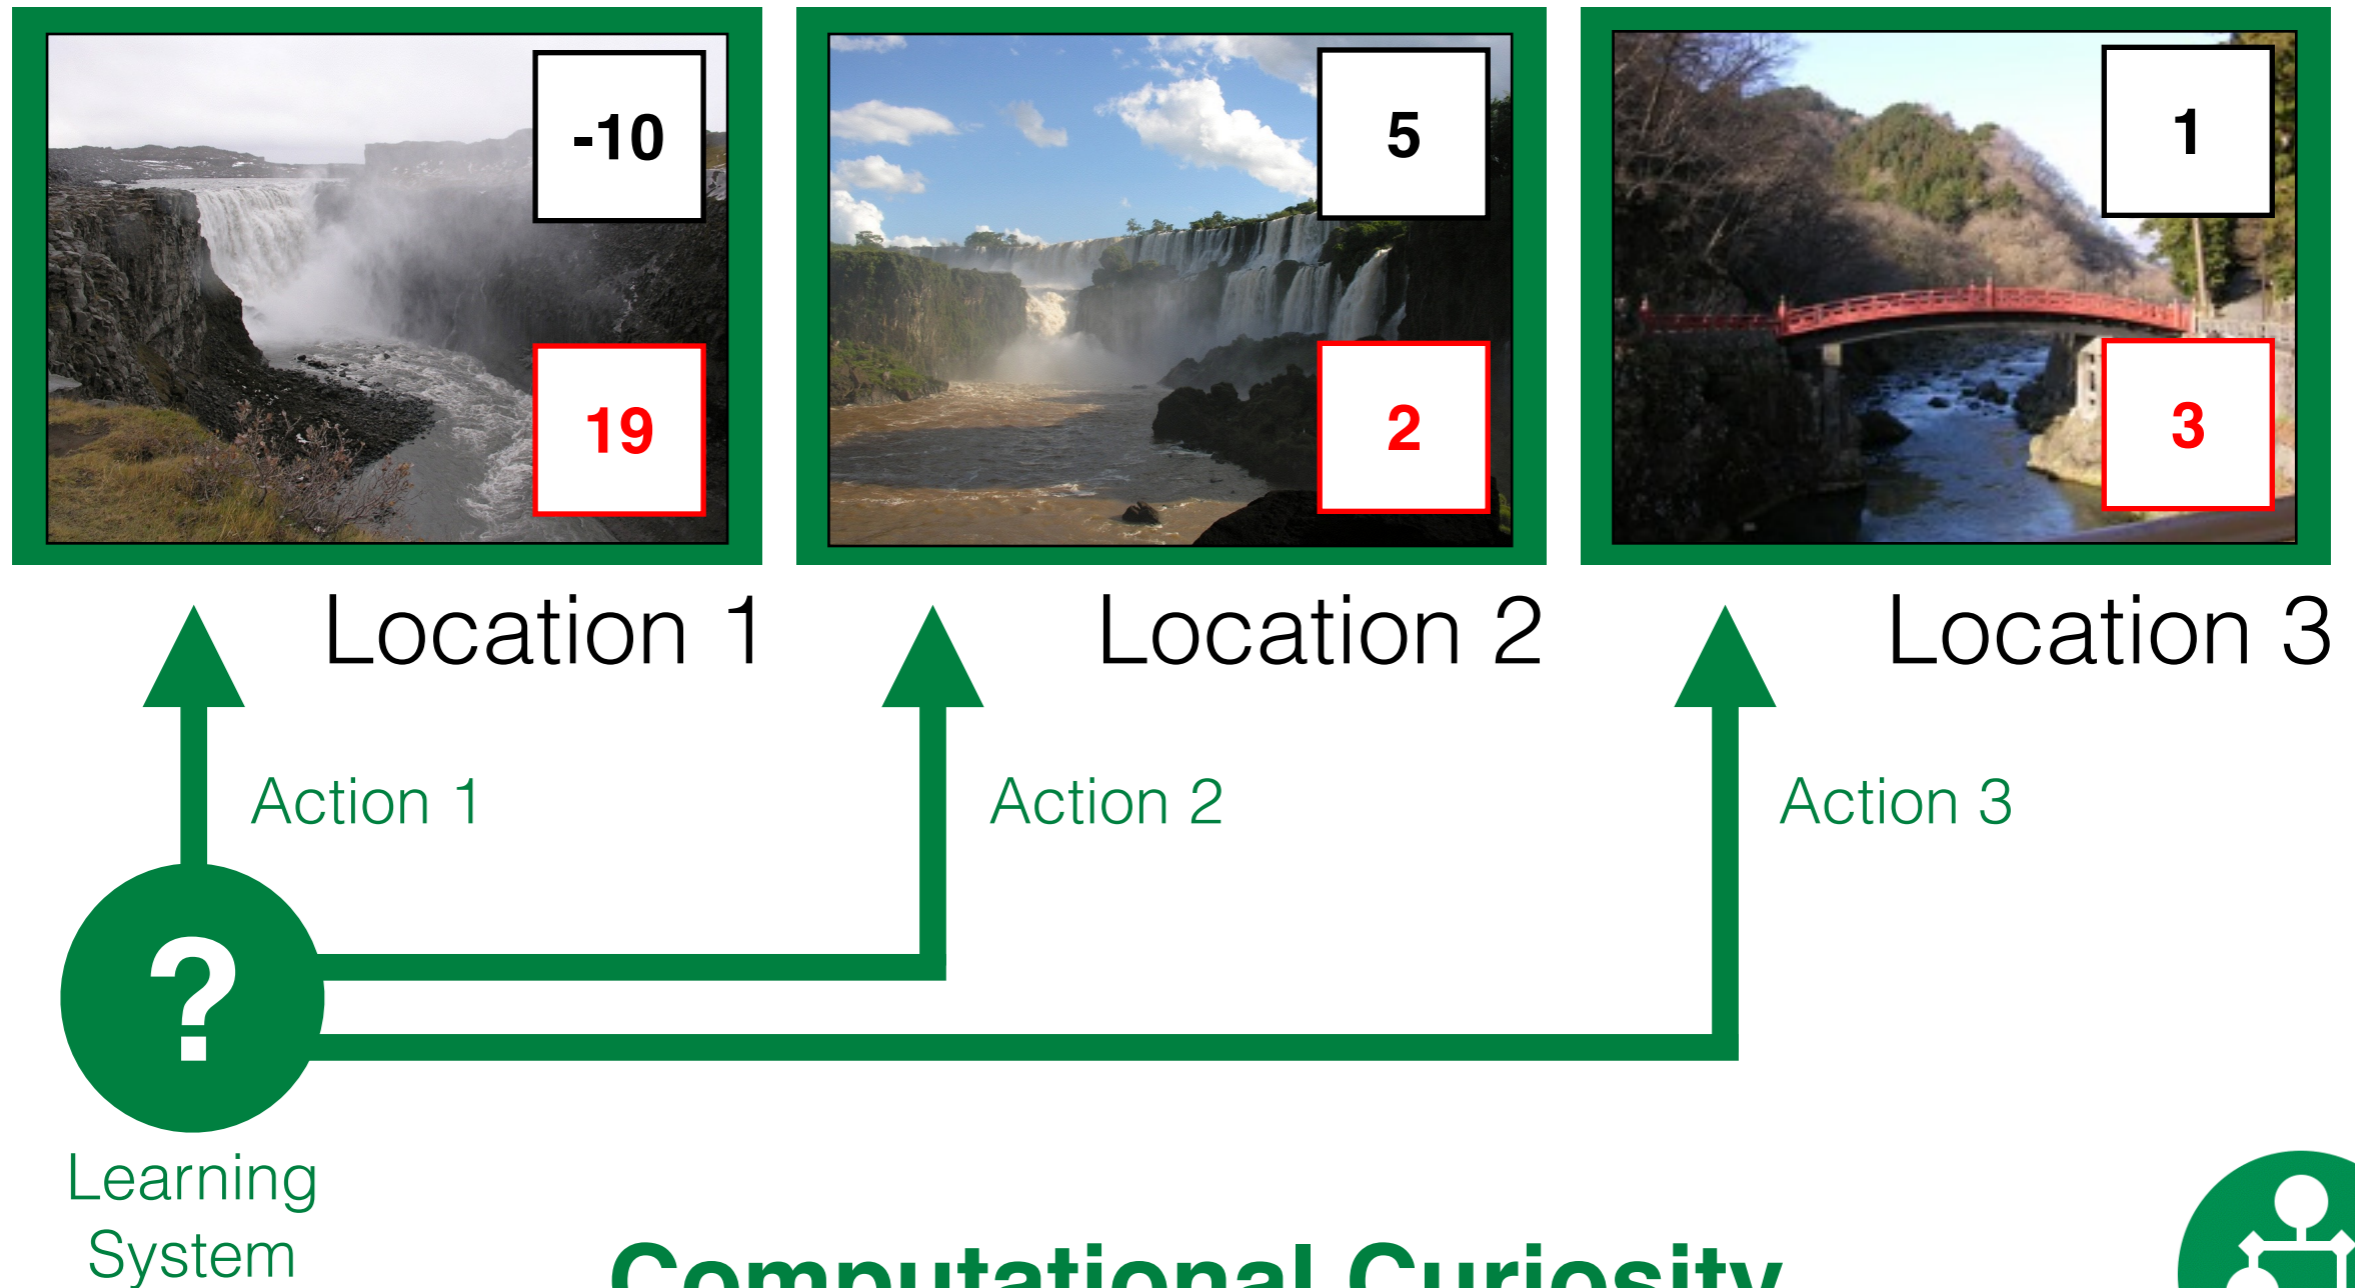 -10
5
1
19
2
3
Location 1
Location 2
Location 3
Action 1
Action 2
Action 3
?
Learning
System
Computational Curiosity